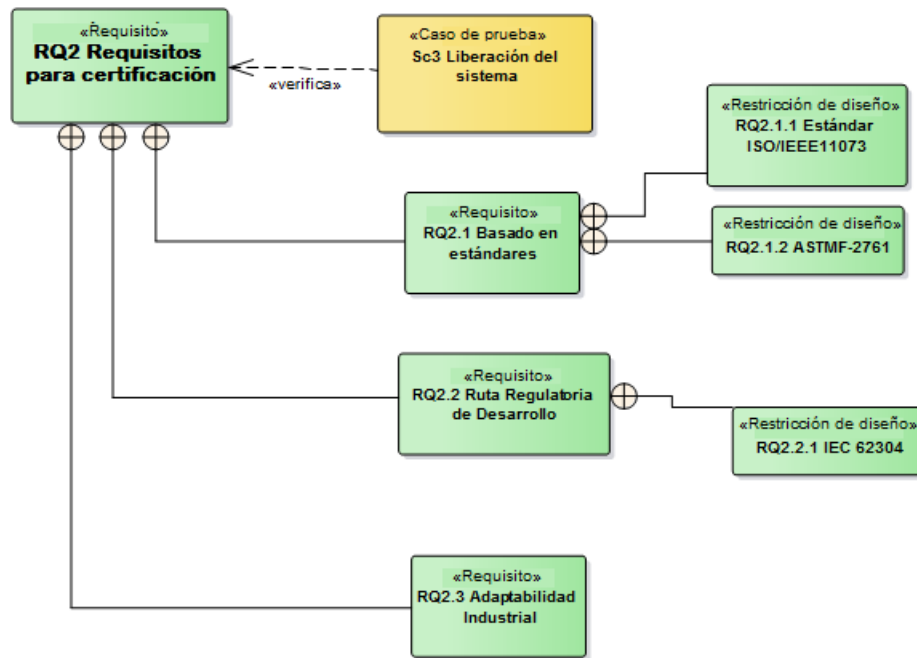 «Requisito»
RQ2 Requisitos
para certificación
«Caso de prueba»
Sc3 Liberación del
sistema
«verifica»
«Restricción de diseño»
RQ2.1.1 Estándar
ISO/IEEE11073
«Requisito»
RQ2.1 Basado en
estándares
«Restricción de diseño»
RQ2.1.2 ASTMF-2761
«Requisito»
RQ2.2 Ruta Regulatoria
de Desarrollo
«Restricción de diseño»
RQ2.2.1 IEC 62304
«Requisito»
RQ2.3 Adaptabilidad
Industrial